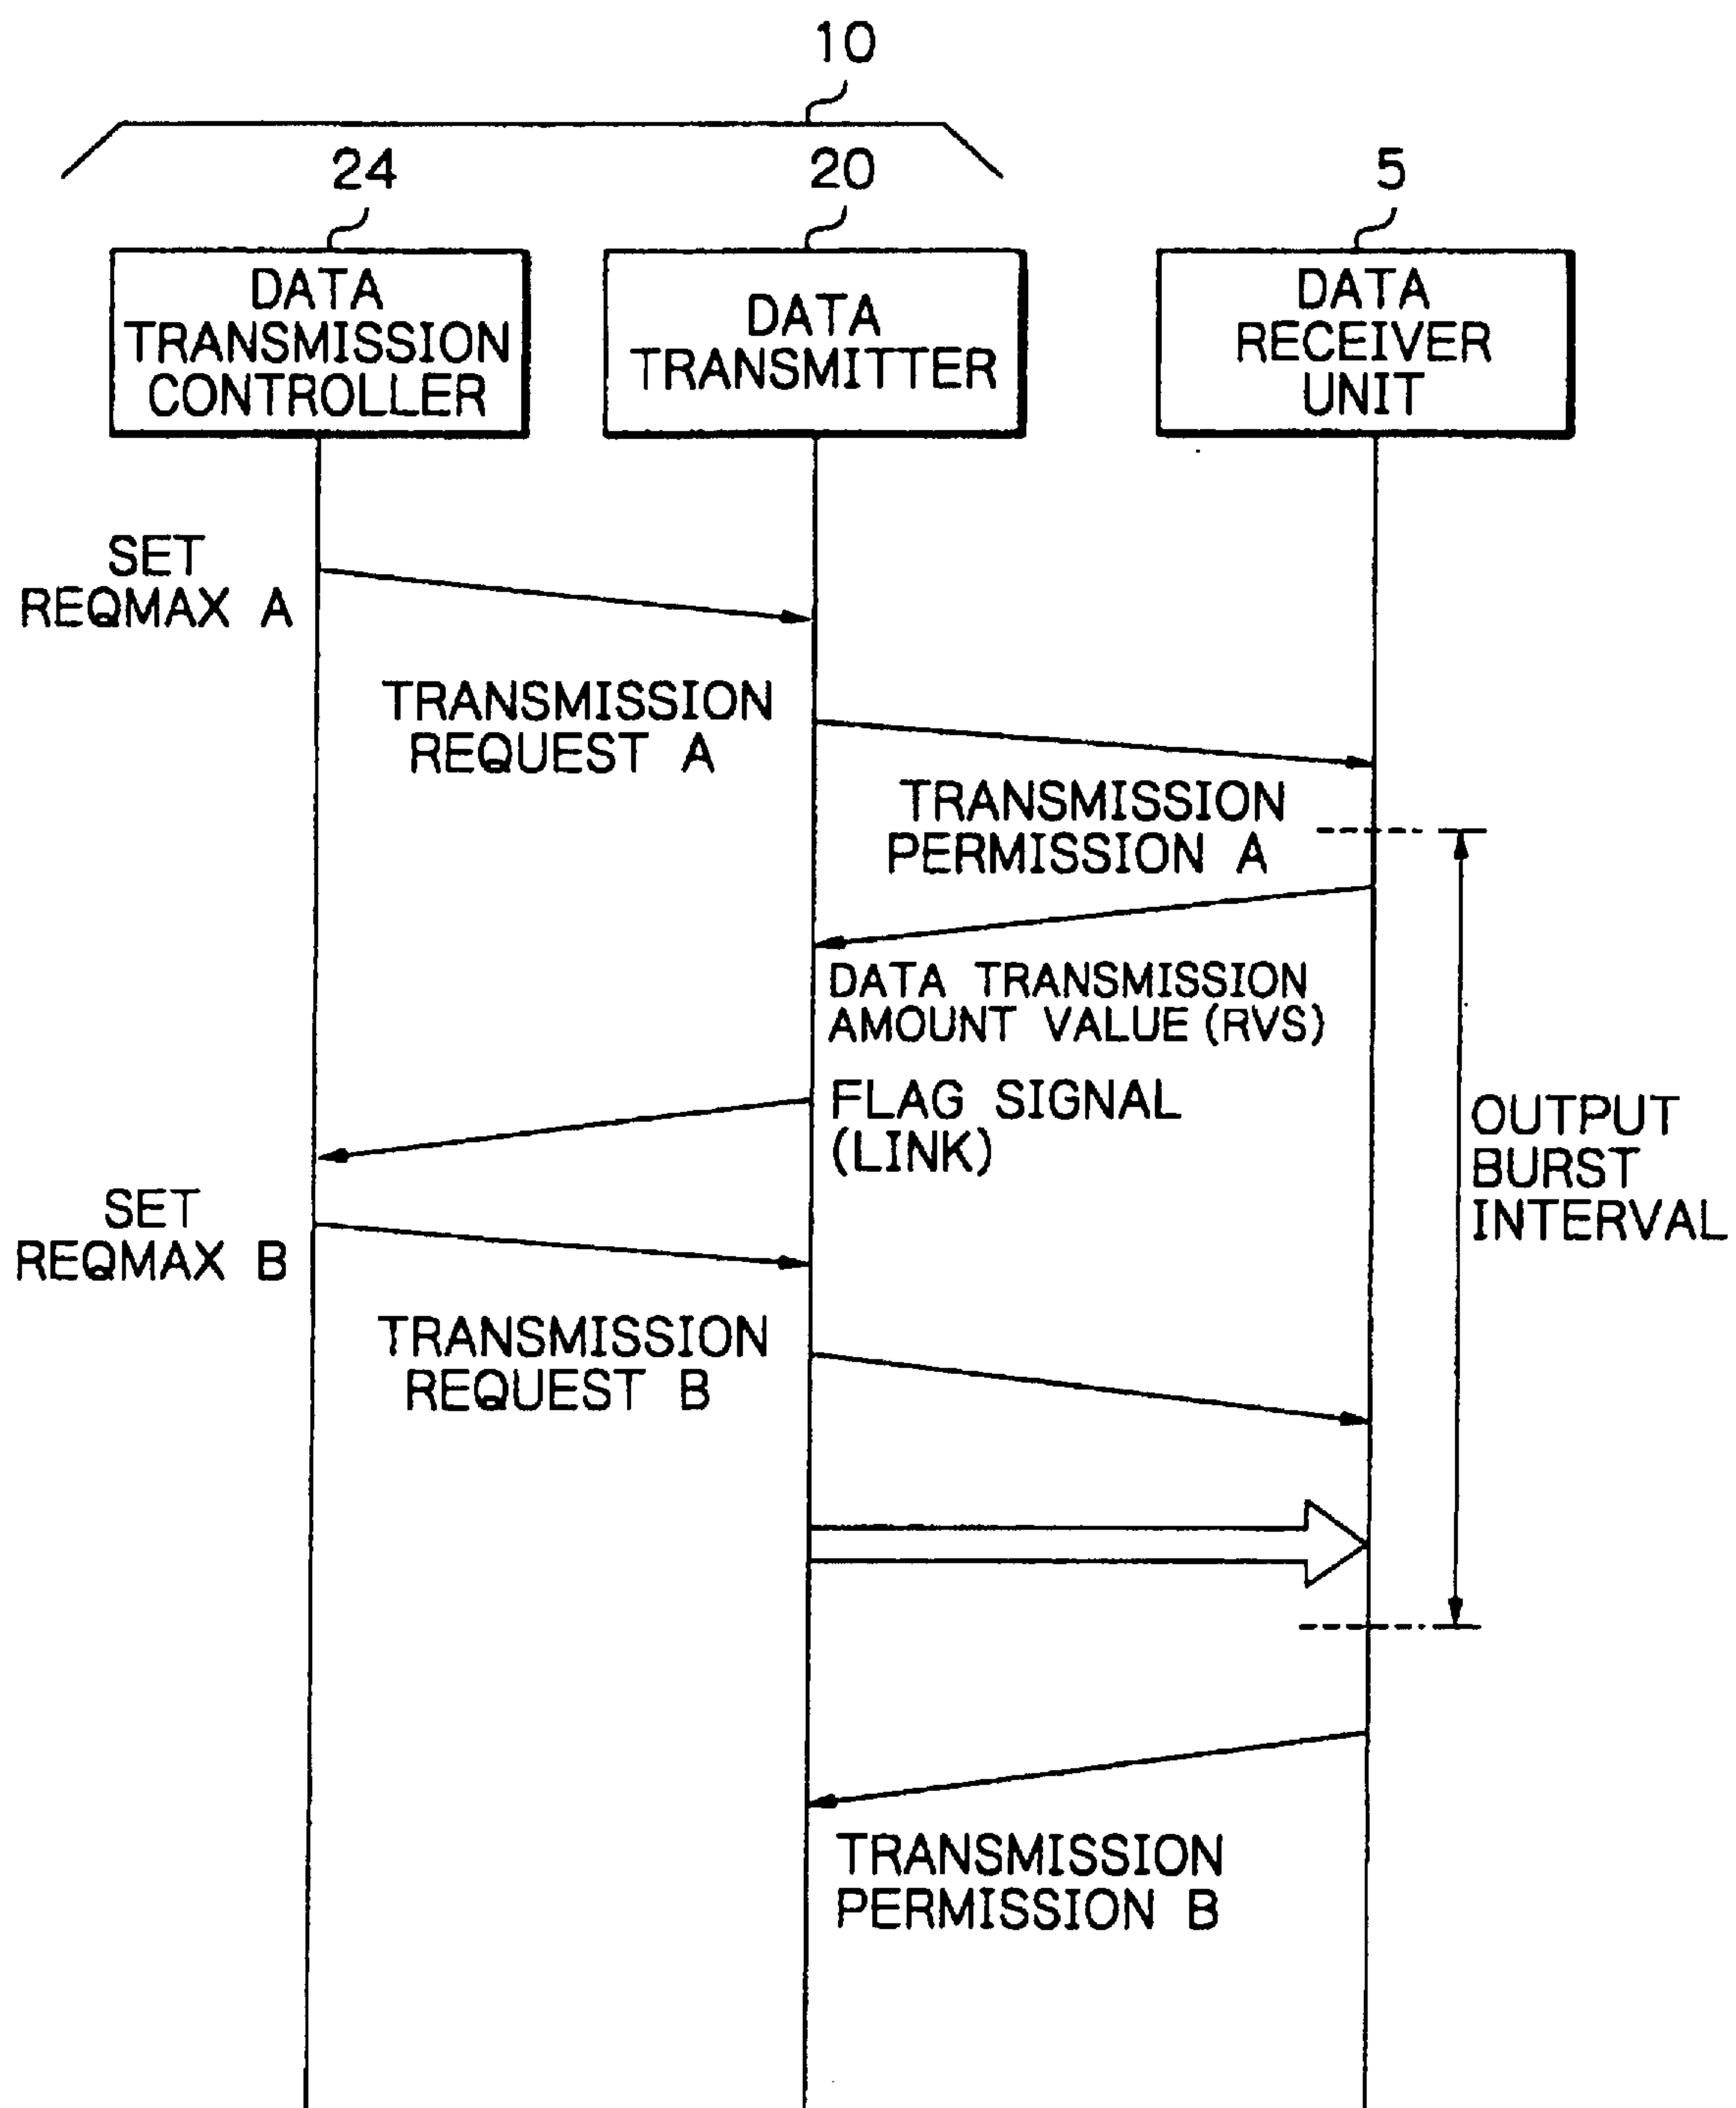 10
24
20
5
DATA
TRANSMISSION
CONTROLLER
DATA
TRANSMITTER
DATA
RECEIVER
UNIT
SET
REQMAX A
TRANSMISSION
REQUEST A
TRANSMISSION
PERMISSION A
DATA TRANSMISSION
AMOUNT VALUE (RVS)
FLAG SIGNAL
(LINK)
OUTPUT
BURST
INTERVAL
SET
REQMAX B
TRANSMISSION
REQUEST B
TRANSMISSION
PERMISSION B